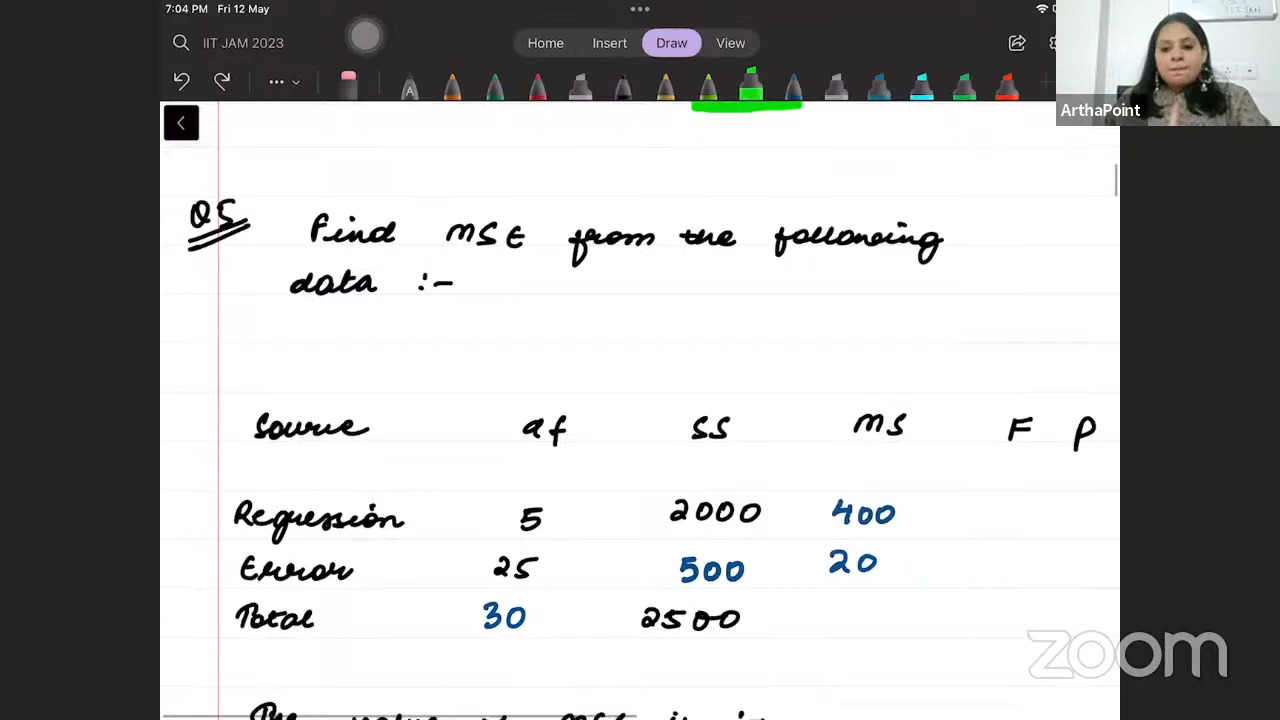 7:04 PM Fri 12 May
IIT JAM 2023
Home Insert Draw View
ArthaPoint
Q5 Find MSE from the following
data :-
Source df SS MS F P
Regression 5 2000 400
Error 25 500 20
Total 30 2500
zoom